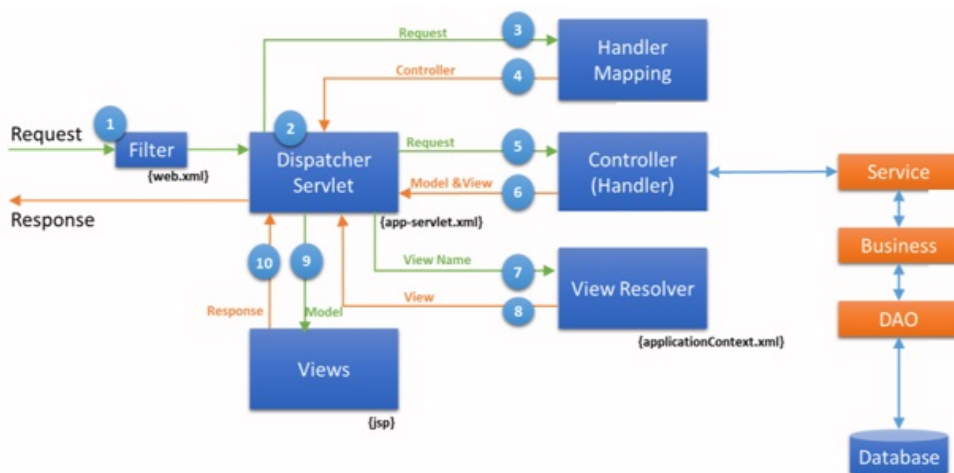 Request
3
Handler
Mapping
Controller
4
1
Request
Filter
{web.xml}
2
Dispatcher
Servlet
{app-servlet.xml}
Request
5
Controller
(Handler)
Model &View
6
Service
Response
Business
10
9
View Name
7
View Resolver
View
8
{applicationContext.xml}
DAO
Response
Model
Views
{jsp}
Database